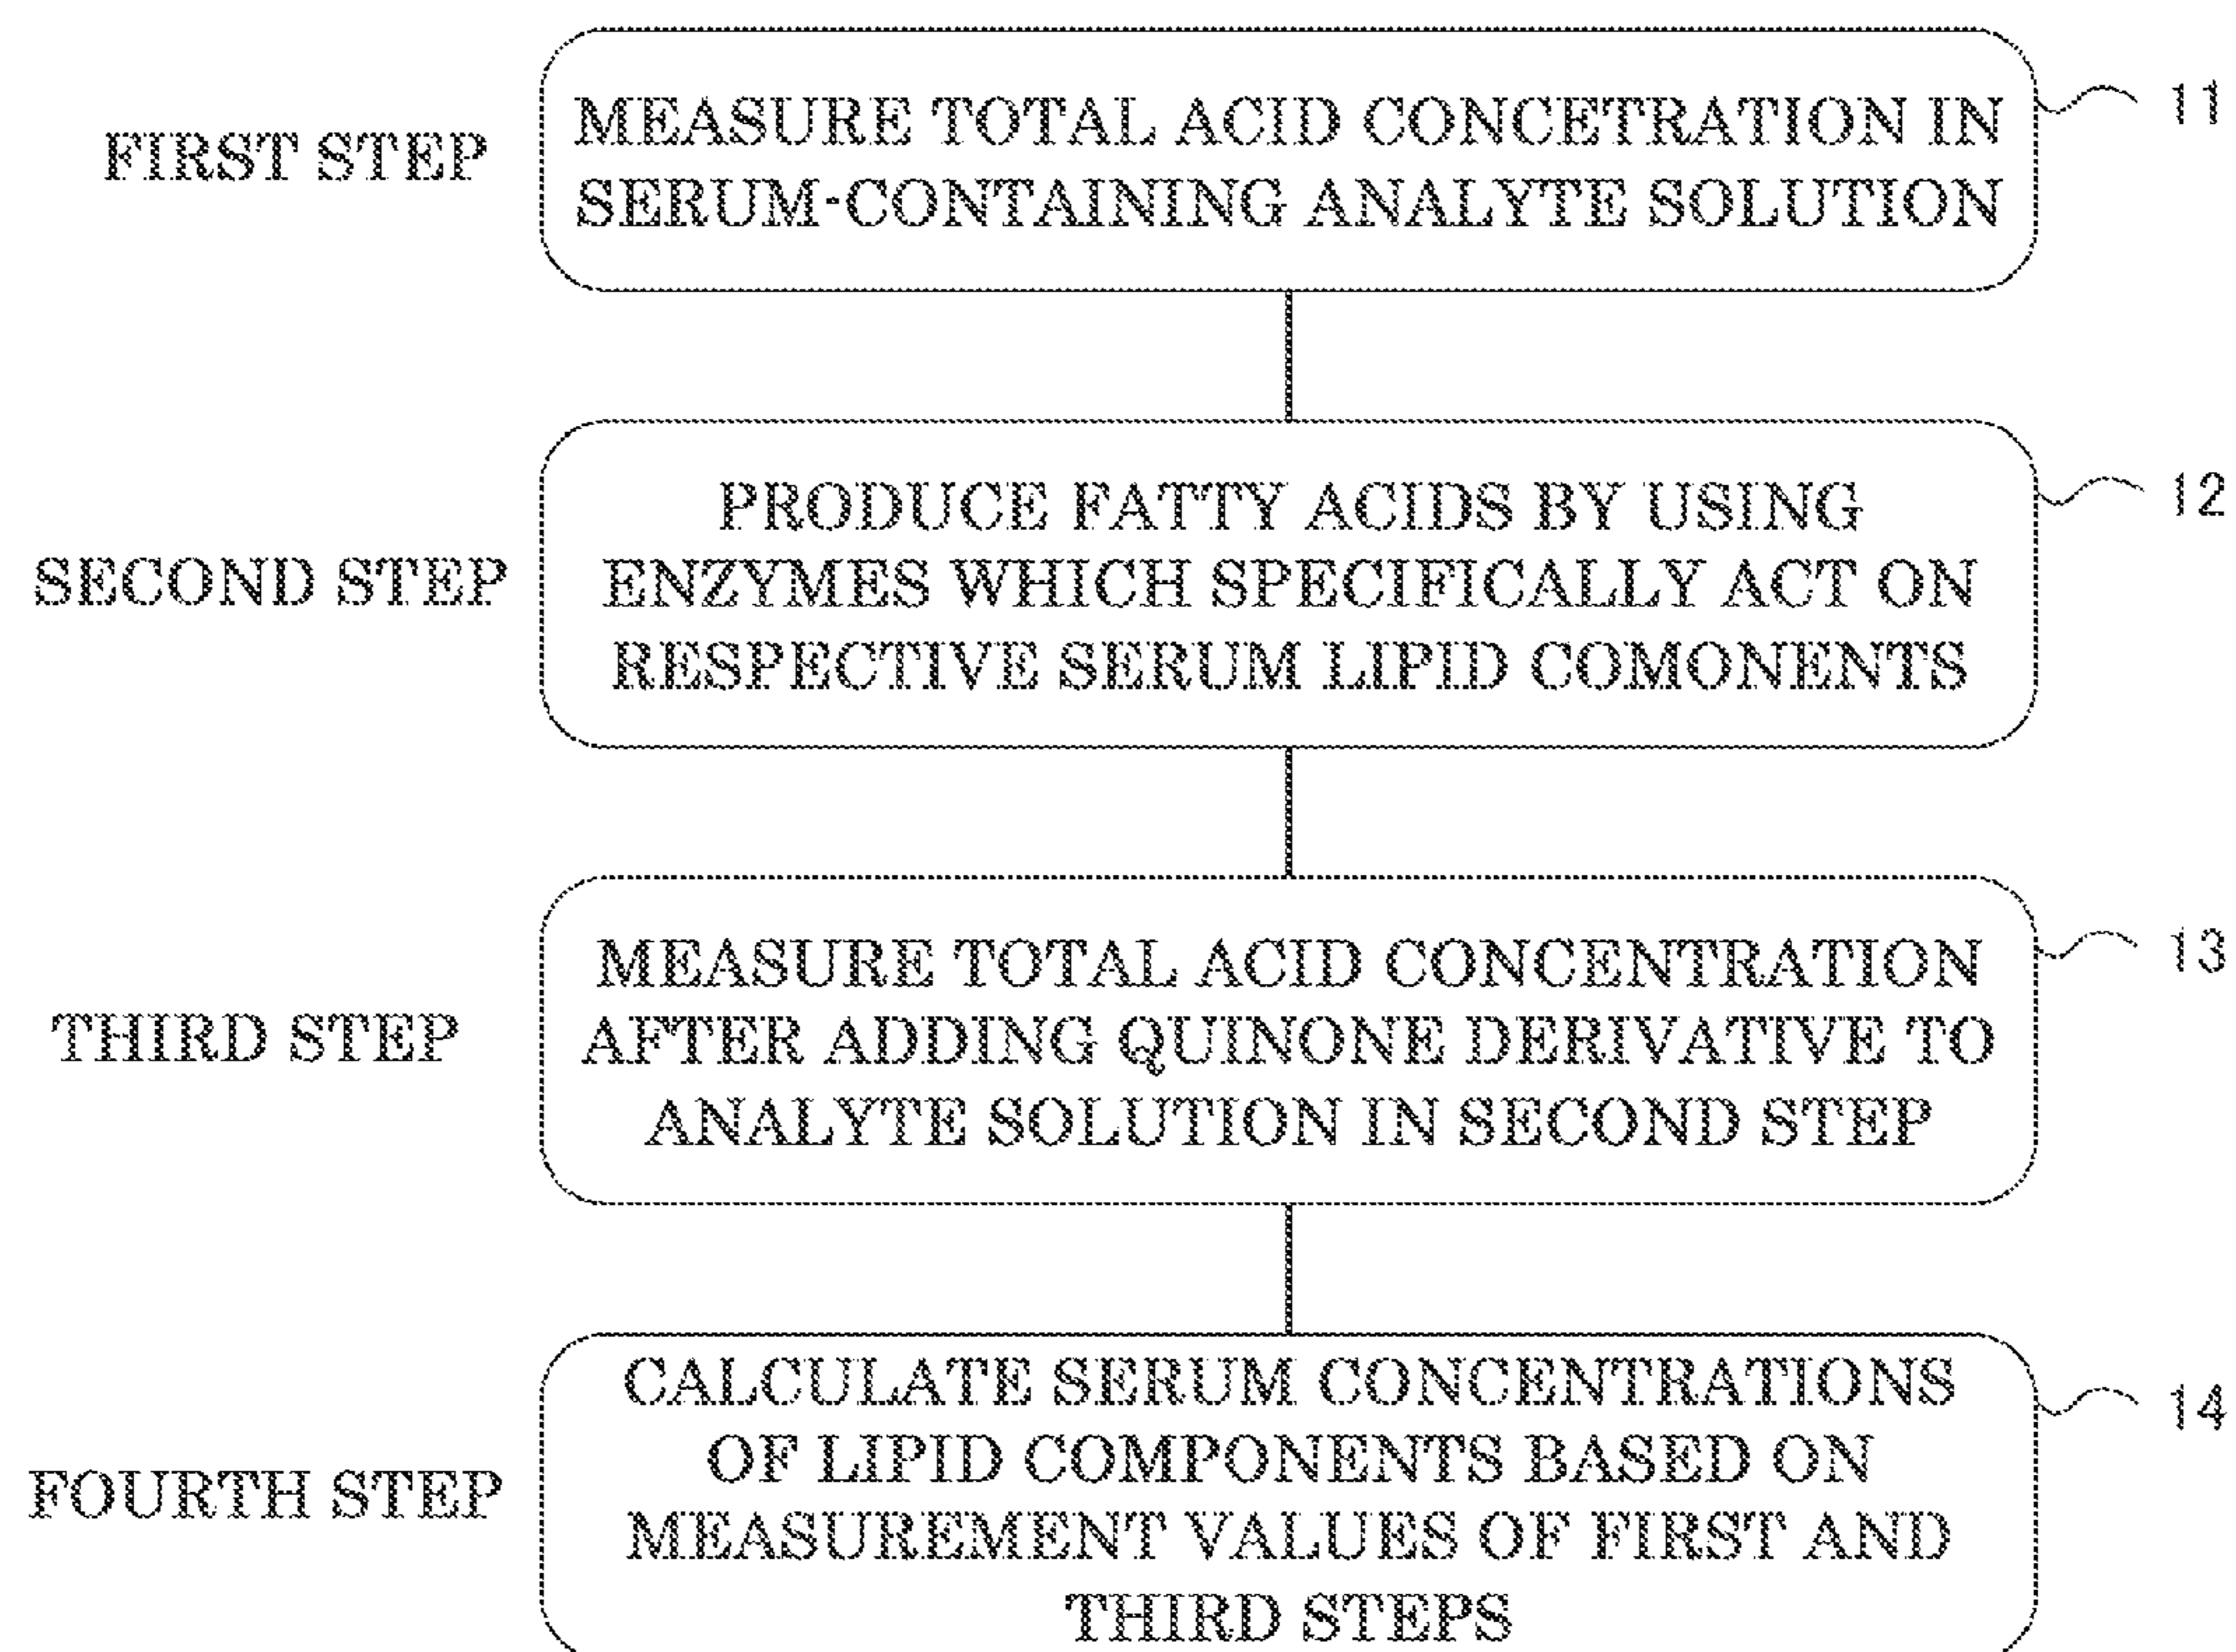 FIRST STEP
MEASURE TOTAL ACID CONCETRATION IN
SERUM-CONTAINING ANALYTE SOLUTION
11
SECOND STEP
PRODUCE FATTY ACIDS BY USING
ENZYMES WHICH SPECIFICALLY ACT ON
RESPECTIVE SERUM LIPID COMONENTS
12
THIRD STEP
MEASURE TOTAL ACID CONCENTRATION
AFTER ADDING QUINONE DERIVATIVE TO
ANALYTE SOLUTION IN SECOND STEP
13
FOURTH STEP
CALCULATE SERUM CONCENTRATIONS
OF LIPID COMPONENTS BASED ON
MEASUREMENT VALUES OF FIRST AND
THIRD STEPS
14